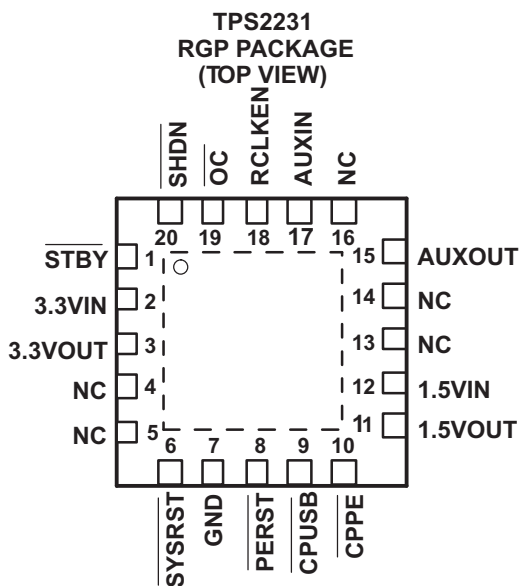 TPS2231
RGP PACKAGE
(TOP VIEW)
SHDN
OC
RCLKEN
AUXIN
NC
20 19 18 17 16
STBY 1
3.3VIN 2
3.3VOUT 3
NC 4
NC 5
15 AUXOUT
14 NC
13 NC
12 1.5VIN
11 1.5VOUT
6 7 8 9 10
SYSRST
GND
PERST
CPUSB
CPPE